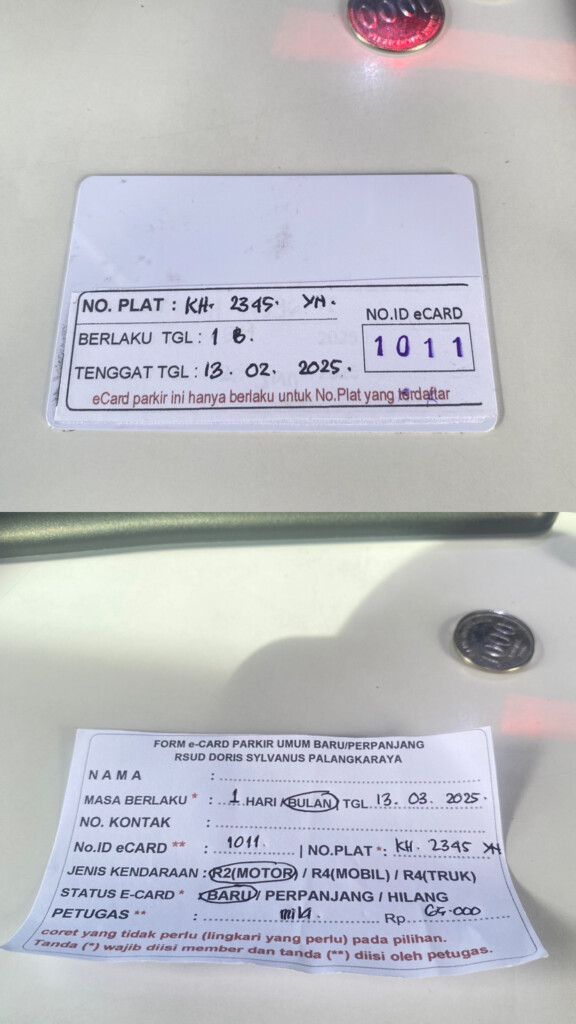 NO. PLAT : KH. 2345. YH.
BERLAKU TGL : 1 B.
TENGGAT TGL : 13. 02. 2025.
NO.ID eCARD
1011
eCard parkir ini hanya berlaku untuk No.Plat yang terdaftar
FORM e-CARD PARKIR UMUM BARU/PERPANJANG
RSUD DORIS SYLVANUS PALANGKARAYA
NAMA :
MASA BERLAKU * : 1 HARI / BULAN, TGL 13. 03. 2025.
NO. KONTAK :
No.ID eCARD ** : 1011. | NO.PLAT *: KH. 2345 YH
JENIS KENDARAAN : R2(MOTOR) / R4(MOBIL) / R4(TRUK)
STATUS E-CARD * : BARU / PERPANJANG / HILANG
PETUGAS ** : Rp 65.000
coret yang tidak perlu (lingkari yang perlu) pada pilihan.
Tanda (*) wajib diisi member dan tanda (**) diisi oleh petugas.